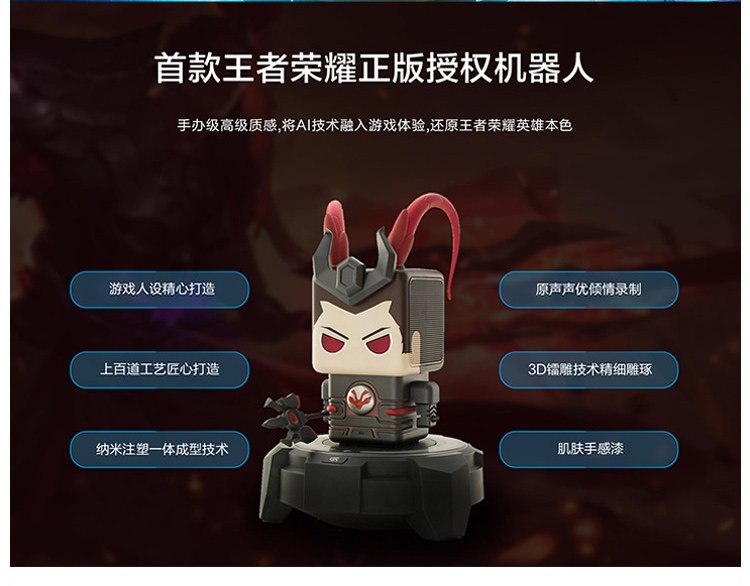 首款王者荣耀正版授权机器人
手办级高级质感,将AI技术融入游戏体验,还原王者荣耀英雄本色
游戏人设精心打造
原声声优倾情录制
上百道工艺匠心打造
3D镭雕技术精细雕琢
纳米注塑一体成型技术
肌肤手感漆